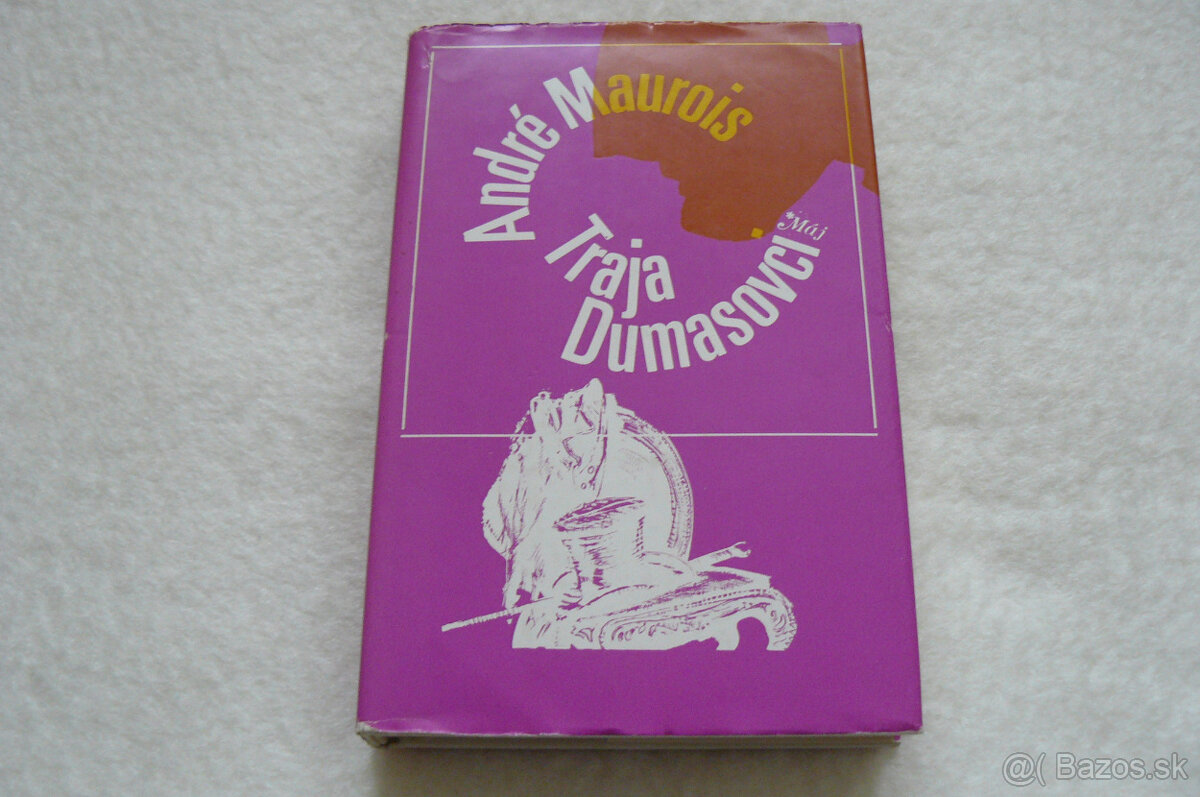 André Maurois
Traja
Dumasovci
*Máj
@( Bazos.sk